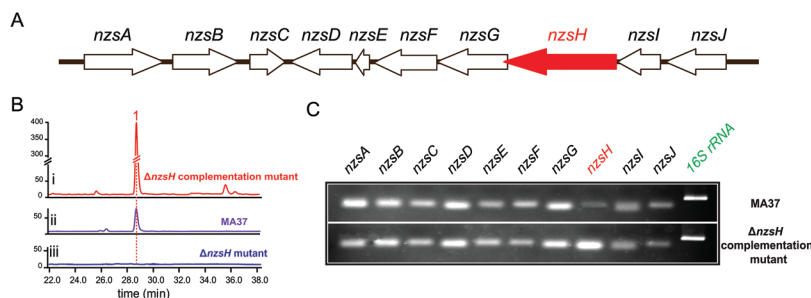 A
nzsA nzsB nzsC nzsD nzsE nzsF nzsG nzsH nzsI nzsJ
B
1
400
300
200
100
50
0
i
ΔnzsH complementation mutant
50
0
ii
MA37
50
0
iii
ΔnzsH mutant
22.0 24.0 26.0 28.0 30.0 32.0 34.0 36.0 38.0
time (min)
C
nzsA nzsB nzsC nzsD nzsE nzsF nzsG nzsH nzsI nzsJ 16S rRNA
MA37
ΔnzsH
complementation
mutant